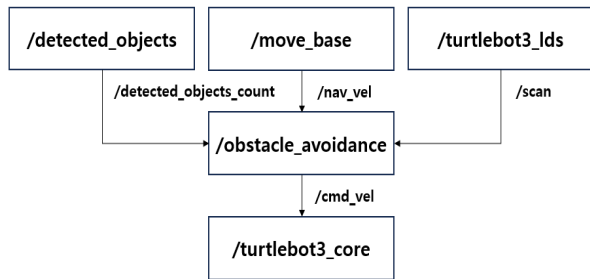 /detected_objects
/move_base
/turtlebot3_lds
/detected_objects_count
/nav_vel
/scan
/obstacle_avoidance
/cmd_vel
/turtlebot3_core